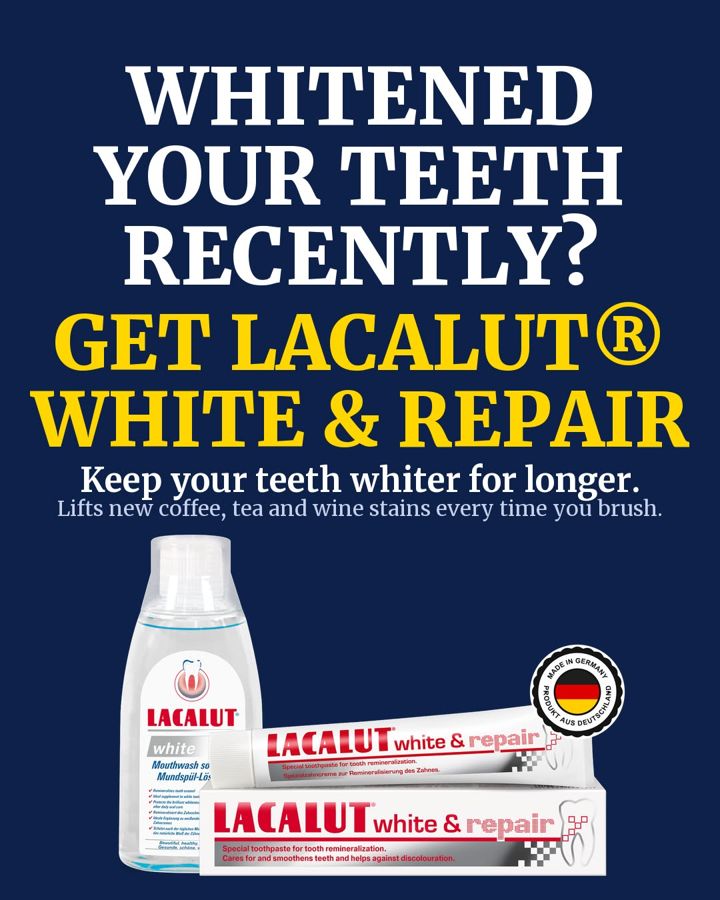 WHITENED
YOUR TEETH
RECENTLY?
GET LACALUT®
WHITE & REPAIR
Keep your teeth whiter for longer.
Lifts new coffee, tea and wine stains every time you brush.
MADE IN GERMANY
PRODUKT AUS DEUTSCHLAND
LACALUT®
white
Mouthwash so
Mundspül-Lös
LACALUT® white & repair
Special toothpaste for tooth remineralization.
Spezialzahncreme zur Remineralisierung des Zahnes.
LACALUT® white & repair
Special toothpaste for tooth remineralization.
Cares for and smoothens teeth and helps against discolouration.